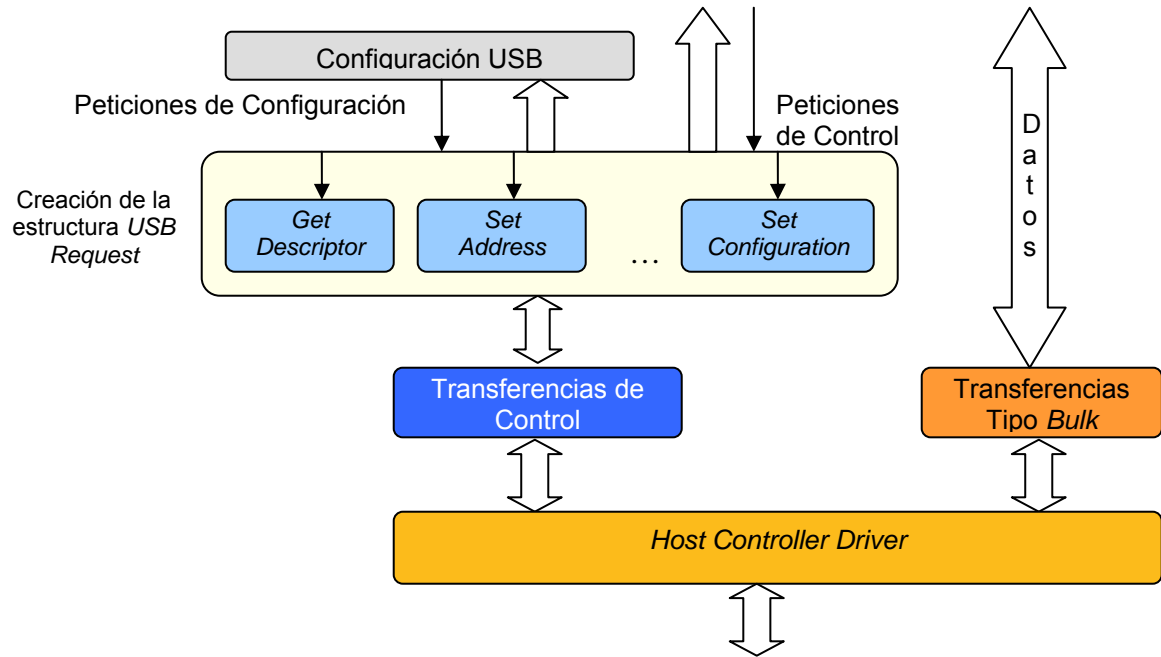 Configuración USB
Peticiones de Configuración
Peticiones
de Control
Datos
Creación de la
estructura USB
Request
Get
Descriptor
Set
Address
...
Set
Configuration
Transferencias de
Control
Transferencias
Tipo Bulk
Host Controller Driver